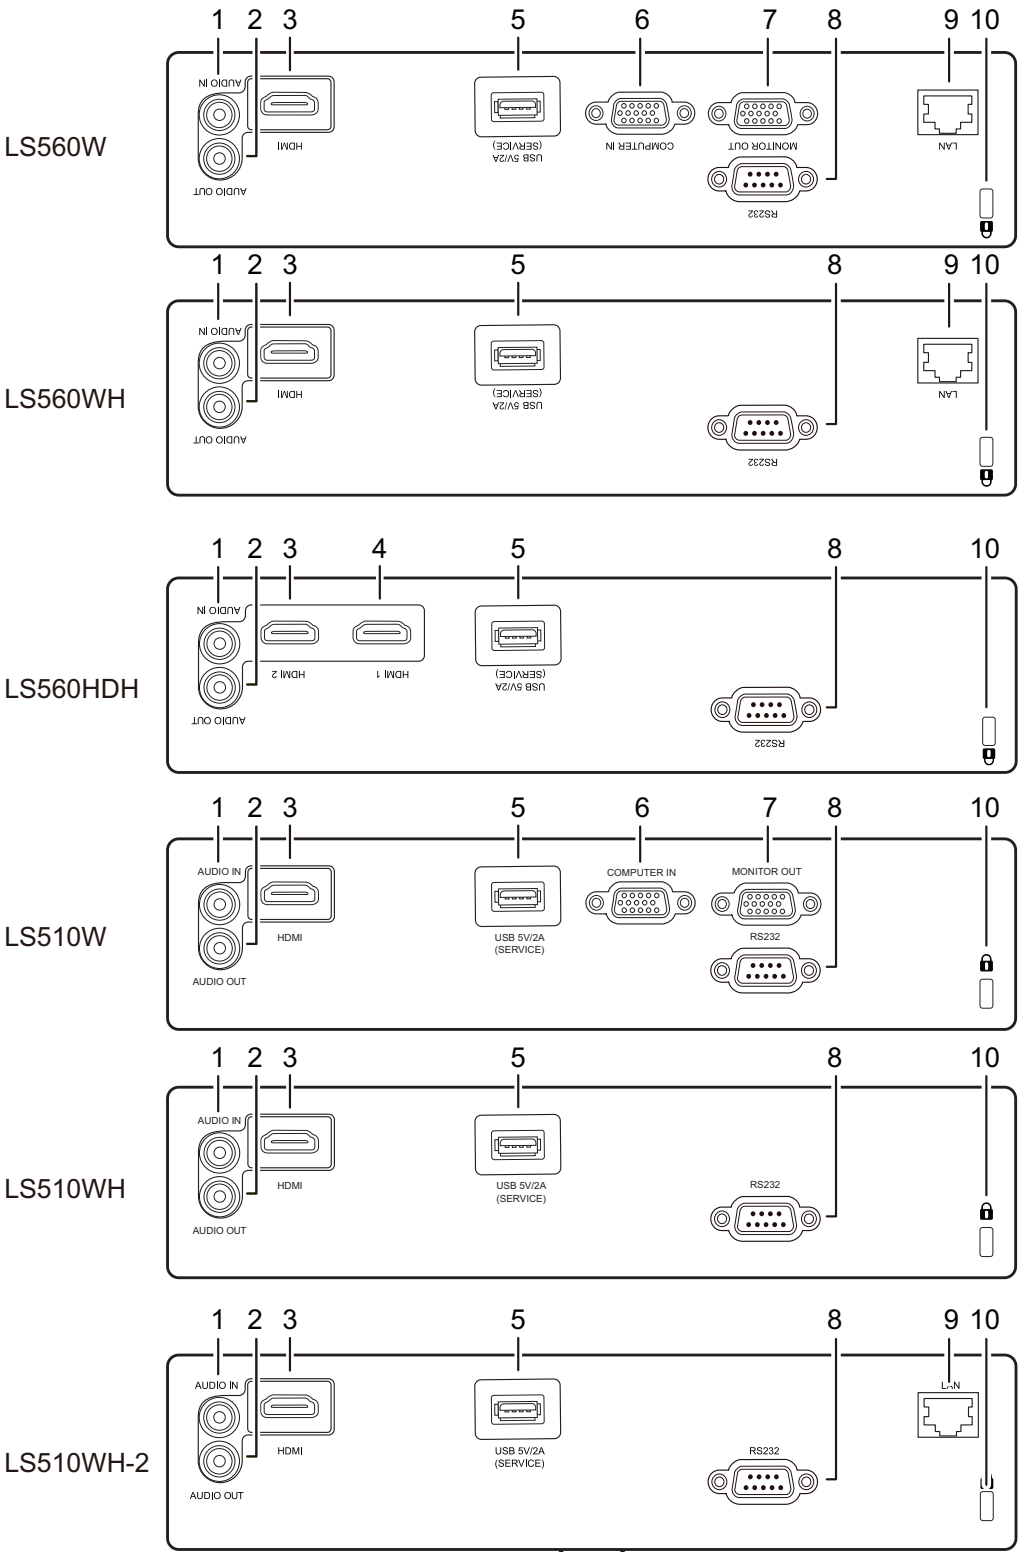 1 2 3 5 6 7 8 9 10
LS560W
AUDIO IN
HDMI
AUDIO OUT
USB 5V/2A
(SERVICE)
COMPUTER IN
MONITOR OUT
RS232
LAN
1 2 3 5 8 9 10
LS560WH
AUDIO IN
HDMI
AUDIO OUT
USB 5V/2A
(SERVICE)
RS232
LAN
1 2 3 4 5 8 10
LS560HDH
AUDIO IN
HDMI 2
HDMI 1
AUDIO OUT
USB 5V/2A
(SERVICE)
RS232
1 2 3 5 6 7 8 10
LS510W
AUDIO IN
HDMI
AUDIO OUT
USB 5V/2A
(SERVICE)
COMPUTER IN
MONITOR OUT
RS232
1 2 3 5 8 10
LS510WH
AUDIO IN
HDMI
AUDIO OUT
USB 5V/2A
(SERVICE)
RS232
1 2 3 5 8 9 10
LS510WH-2
AUDIO IN
HDMI
AUDIO OUT
USB 5V/2A
(SERVICE)
RS232
LAN